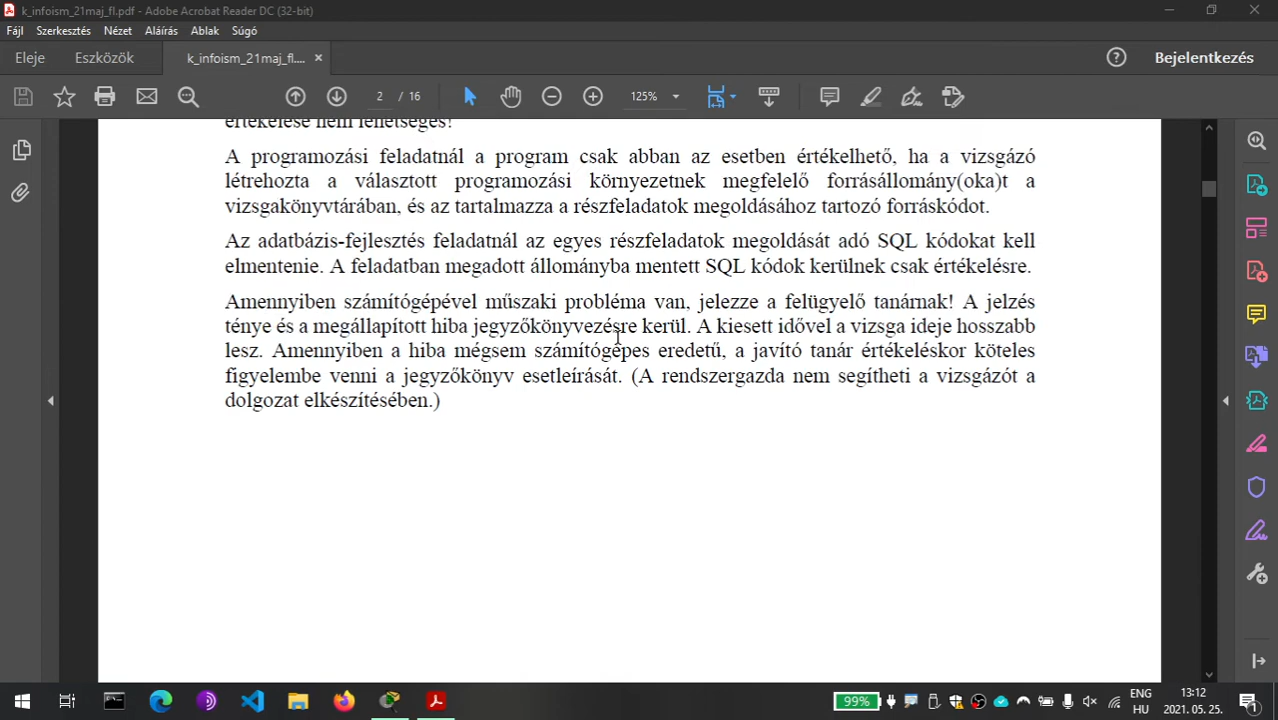 k_infoism_21maj_fl.pdf - Adobe Acrobat Reader DC (32-bit)
Fájl Szerkesztés Nézet Aláírás Ablak Súgó
Eleje Eszközök k_infoism_21maj_fl.... × Bejelentkezés
2 / 16 125%
értékelése nem lehetséges!
A programozási feladatnál a program csak abban az esetben értékelhető, ha a vizsgázó
létrehozta a választott programozási környezetnek megfelelő forrásállomány(oka)t a
vizsgakönyvtárában, és az tartalmazza a részfeladatok megoldásához tartozó forráskódot.
Az adatbázis-fejlesztés feladatnál az egyes részfeladatok megoldását adó SQL kódokat kell
elmentenie. A feladatban megadott állományba mentett SQL kódok kerülnek csak értékelésre.
Amennyiben számítógépével műszaki probléma van, jelezze a felügyelő tanárnak! A jelzés
ténye és a megállapított hiba jegyzőkönyvezésre kerül. A kiesett idővel a vizsga ideje hosszabb
lesz. Amennyiben a hiba mégsem számítógépes eredetű, a javító tanár értékeléskor köteles
figyelembe venni a jegyzőkönyv esetleírását. (A rendszergazda nem segítheti a vizsgázót a
dolgozat elkészítésében.)
99% ENG 13:12
HU 2021. 05. 25. 1